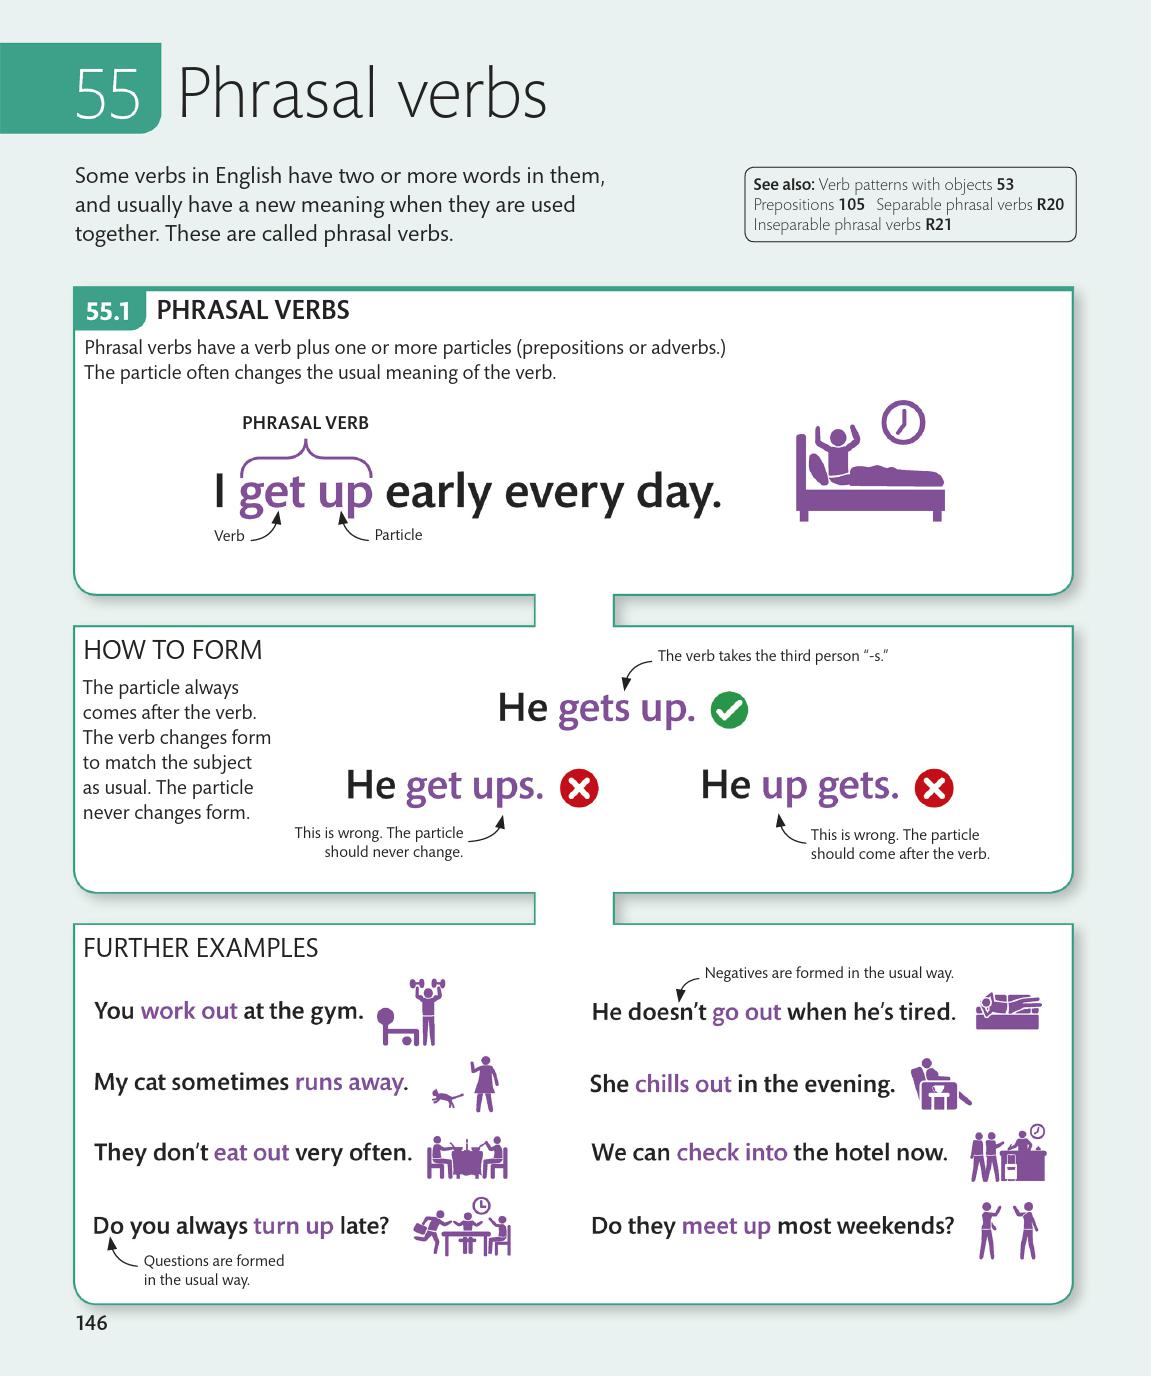 55 Phrasal verbs
Some verbs in English have two or more words in them,
and usually have a new meaning when they are used
together. These are called phrasal verbs.
See also: Verb patterns with objects 53
Prepositions 105 Separable phrasal verbs R20
Inseparable phrasal verbs R21
55.1 PHRASAL VERBS
Phrasal verbs have a verb plus one or more particles (prepositions or adverbs.)
The particle often changes the usual meaning of the verb.
PHRASAL VERB
I get up early every day.
Verb
Particle
HOW TO FORM
The particle always
comes after the verb.
The verb changes form
to match the subject
as usual. The particle
never changes form.
The verb takes the third person “-s.”
He gets up.
He get ups.
This is wrong. The particle
should never change.
He up gets.
This is wrong. The particle
should come after the verb.
FURTHER EXAMPLES
You work out at the gym.
My cat sometimes runs away.
They don’t eat out very often.
Do you always turn up late?
Questions are formed
in the usual way.
Negatives are formed in the usual way.
He doesn’t go out when he’s tired.
She chills out in the evening.
We can check into the hotel now.
Do they meet up most weekends?
146